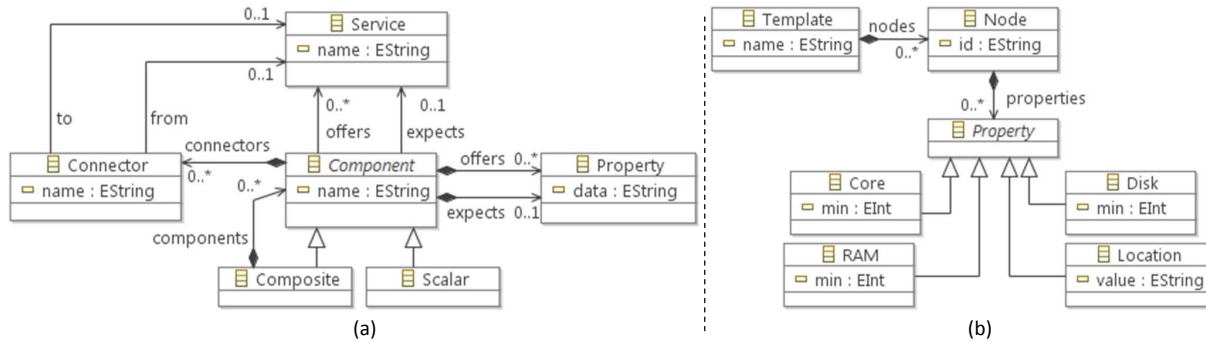 Service
name : EString
0..1
0..1
to
from
0..*
offers
0..1
expects
connectors
0..*
Connector
name : EString
Component
name : EString
offers 0..*
expects 0..1
Property
data : EString
0..*
components
Composite
Scalar
(a)
Template
name : EString
nodes
0..*
Node
id : EString
0..*
properties
Property
Core
min : EInt
Disk
min : EInt
RAM
min : EInt
Location
value : EString
(b)